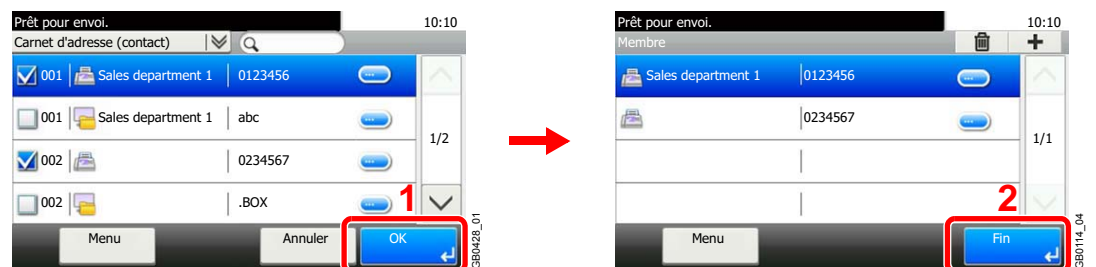 Prêt pour envoi. 10:10
Carnet d'adresse (contact)
001 Sales department 1 0123456
001 Sales department 1 abc
1/2
002 0234567
002 .BOX
1
Menu Annuler OK
GB0428_01
Prêt pour envoi. 10:10
Membre
Sales department 1 0123456
0234567
1/1
2
Menu Fin
GB0114_04